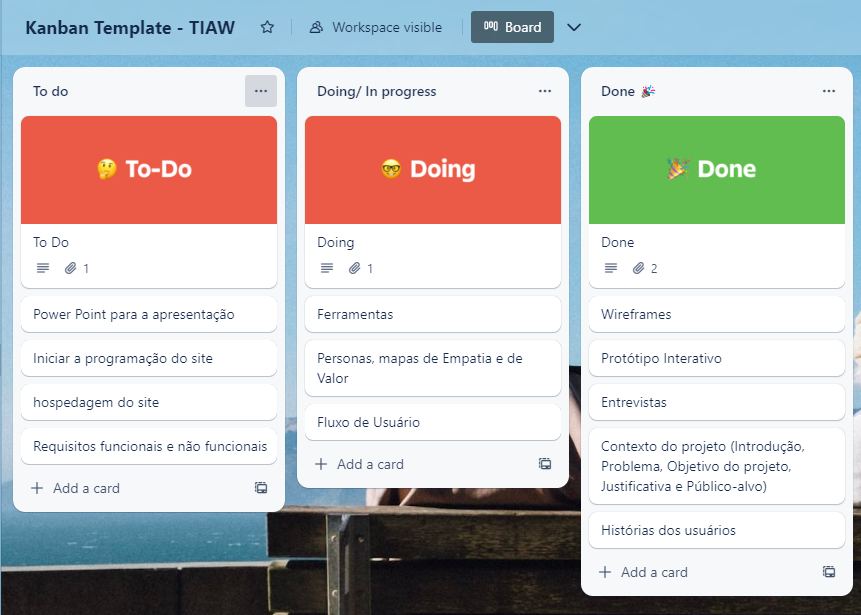 Kanban Template - TIAW
Workspace visible
Board
To do
To-Do
To Do
1
Power Point para a apresentação
Iniciar a programação do site
hospedagem do site
Requisitos funcionais e não funcionais
Add a card
Doing/ In progress
Doing
Doing
1
Ferramentas
Personas, mapas de Empatia e de
Valor
Fluxo de Usuário
Add a card
Done 🎉
Done
Done
2
Wireframes
Protótipo Interativo
Entrevistas
Contexto do projeto (Introdução,
Problema, Objetivo do projeto,
Justificativa e Público-alvo)
Histórias dos usuários
Add a card